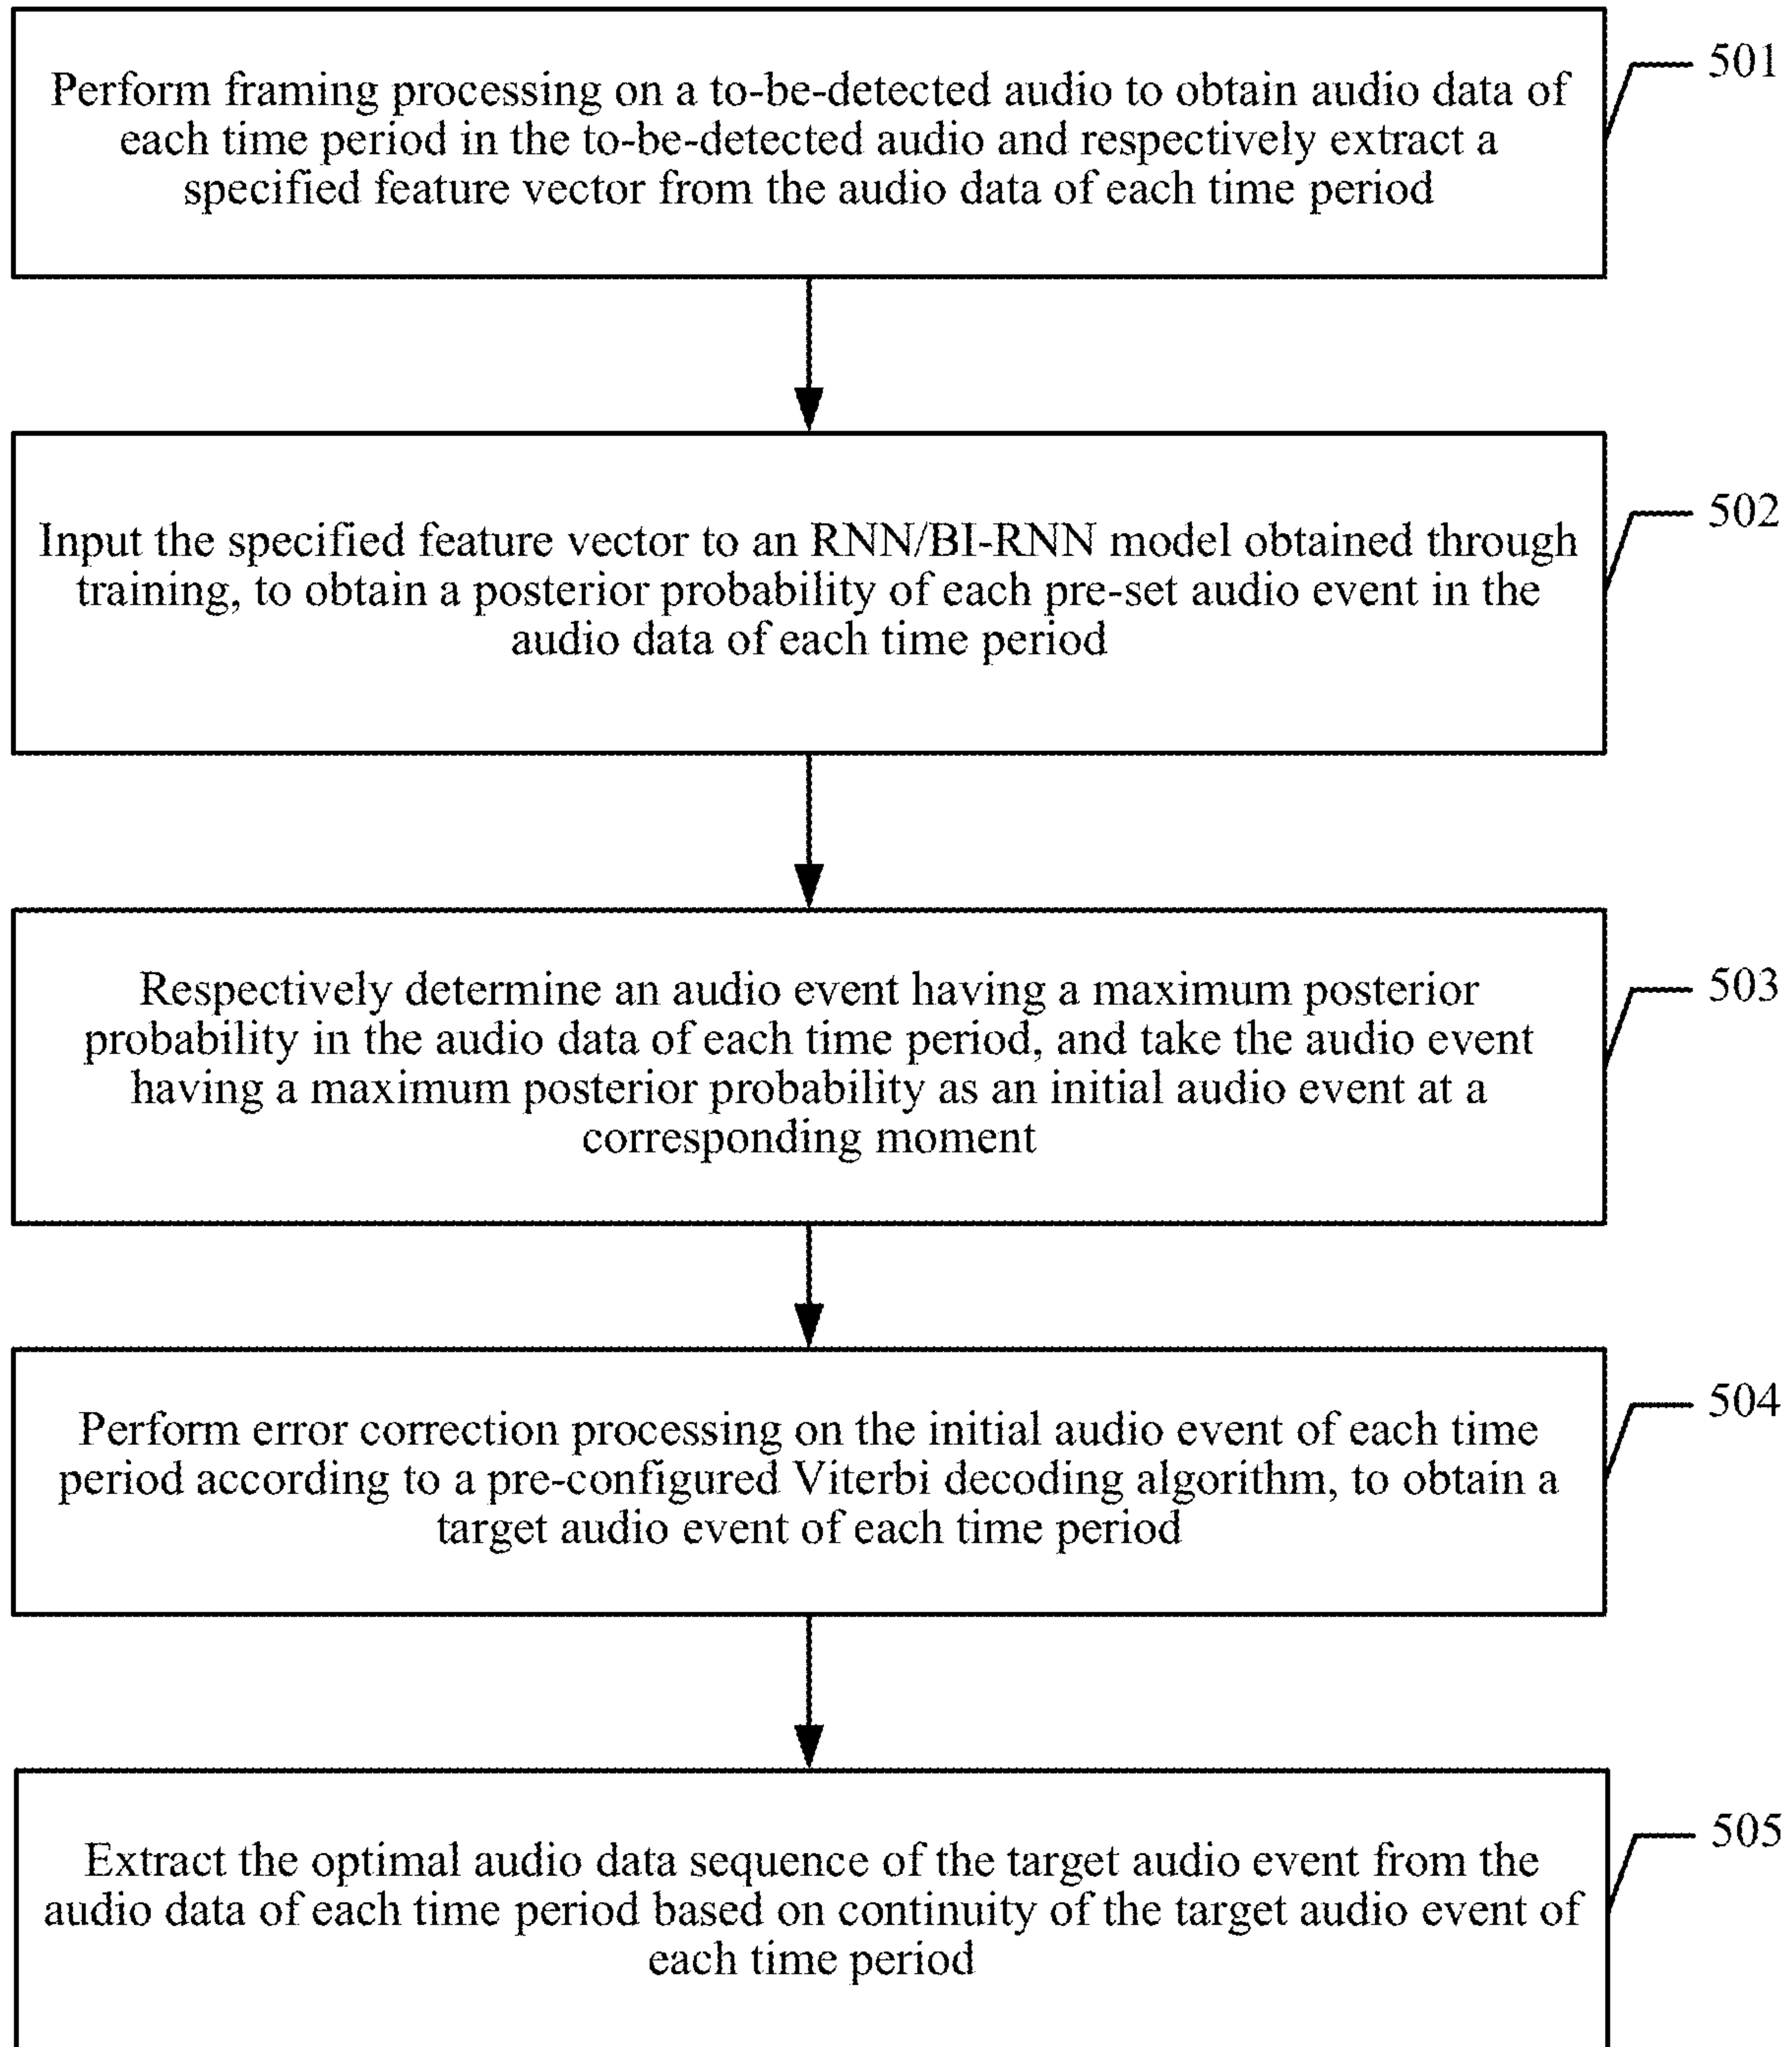 Perform framing processing on a to-be-detected audio to obtain audio data of
each time period in the to-be-detected audio and respectively extract a
specified feature vector from the audio data of each time period
501
Input the specified feature vector to an RNN/BI-RNN model obtained through
training, to obtain a posterior probability of each pre-set audio event in the
audio data of each time period
502
Respectively determine an audio event having a maximum posterior
probability in the audio data of each time period, and take the audio event
having a maximum posterior probability as an initial audio event at a
corresponding moment
503
Perform error correction processing on the initial audio event of each time
period according to a pre-configured Viterbi decoding algorithm, to obtain a
target audio event of each time period
504
Extract the optimal audio data sequence of the target audio event from the
audio data of each time period based on continuity of the target audio event of
each time period
505